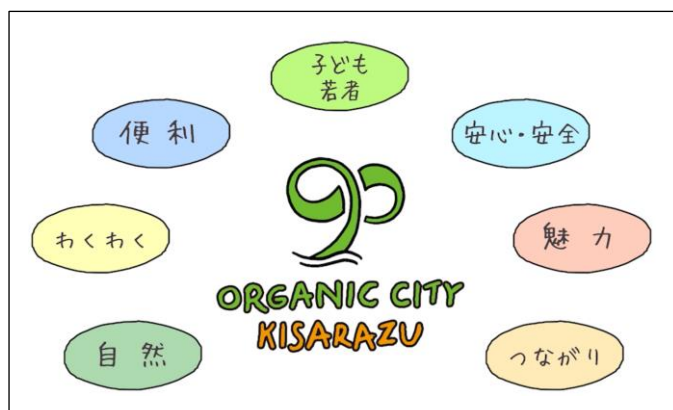 子ども
若者
便利
安心・安全
わくわく
魅力
ORGANIC CITY
KISARAZU
自然
つながり